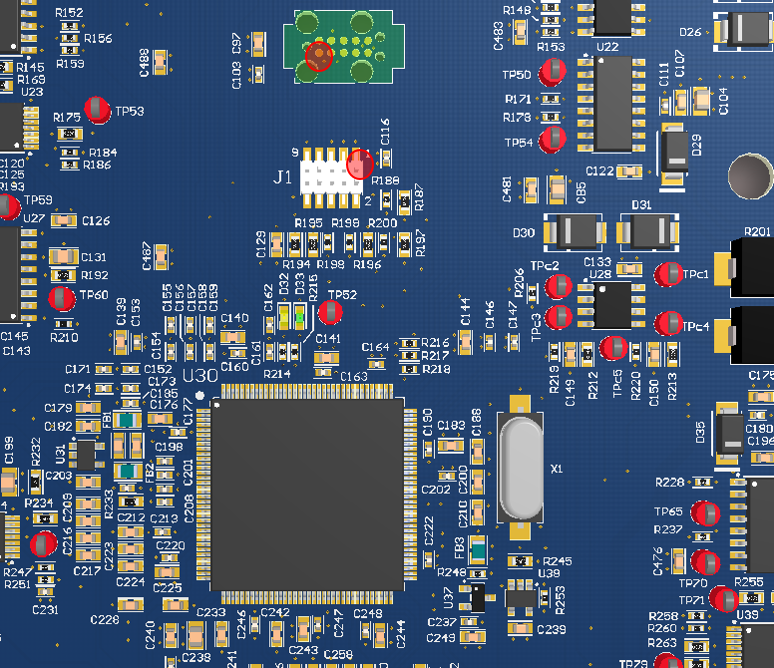 R152
R156
R159
C488
C97
C103
R148
C483
R153
U22
D26
R145
R169
U23
TP53
R175
R184
R186
C120
C125
R193
TP59
U27
C126
C131
R192
TP60
R210
C145
C143
C487
9
J1
2
C116
R188
R187
R195
R199
R200
C129
R194
R198
R196
R197
TP50
R171
R173
TP54
C111
C107
C104
D29
C122
C481
C85
D30
D31
R201
TPc2
C133
U28
TPc1
TPc4
TPc5
R219
C149
R212
R220
C150
R213
C139
C153
C154
C155
C156
C157
C158
C159
C140
C160
C161
C162
D32
D33
R215
TP52
C141
R214
C163
C164
R216
R217
R218
C144
C146
C147
C171
C174
C152
C173
C185
C176
C177
U30
C179
C182
FB1
U31
C203
FB2
C198
C201
C208
C199
R232
R234
C209
C216
C217
C223
R233
C212
C213
C220
C224
C225
R247
R251
C231
C228
C240
C233
C238
C241
C246
C242
C243
C247
C258
C248
C244
C190
C183
C188
C200
C202
C210
C222
FB3
R248
U37
C237
C249
X1
R245
U38
R253
C239
D35
C175
C180
C196
R228
TP65
R237
C476
TP70
TP71
R255
U39
R258
R260
R263
TP79